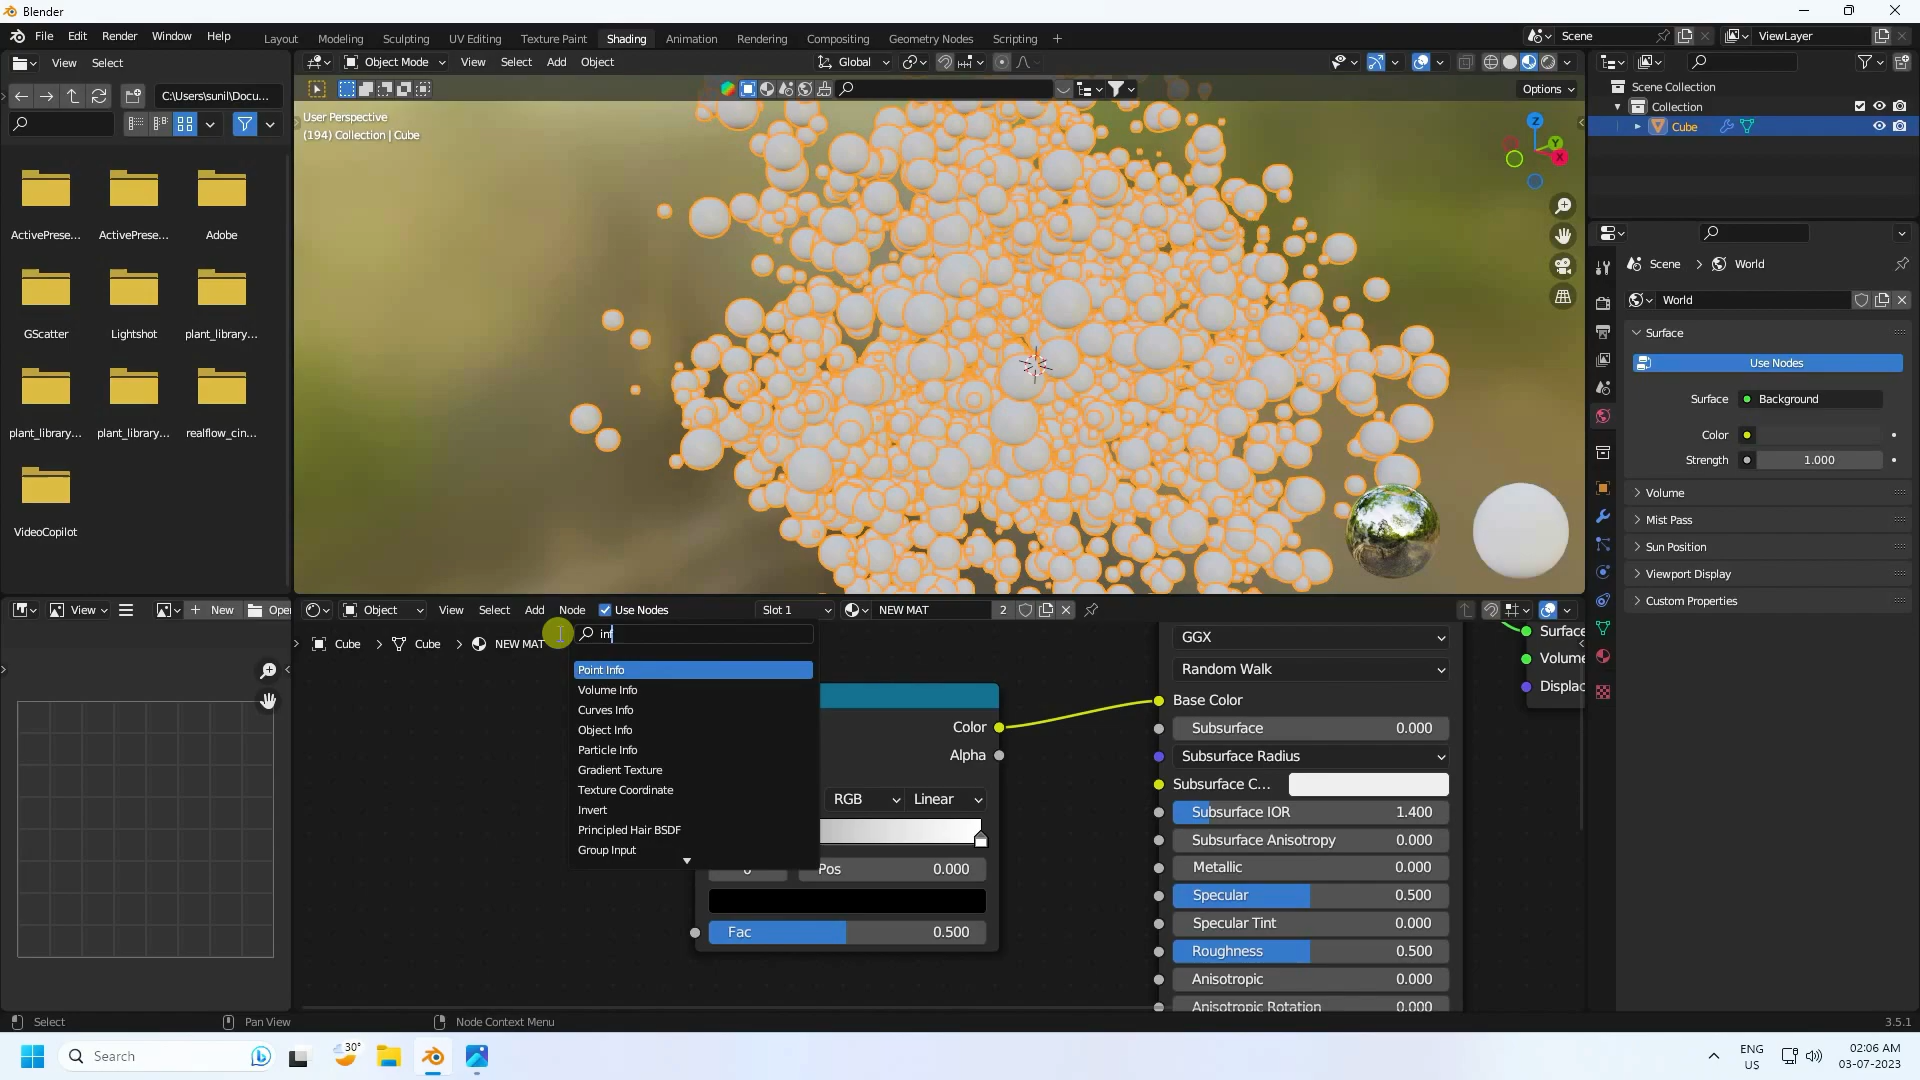 Blender
File Edit Render Window Help
Layout Modeling Sculpting UV Editing Texture Paint Shading Animation Rendering Compositing Geometry Nodes Scripting +
Scene
ViewLayer
View Select
C:\Users\sunil\Docu...
ActivePrese... ActivePrese... Adobe
GScatter Lightshot plant_library...
plant_library... plant_library... realflow_cin...
VideoCopilot
Object Mode View Select Add Object
Global
Options
User Perspective
(194) Collection | Cube
Z
Y
X
Scene Collection
Collection
Cube
Scene > World
World
Surface
Use Nodes
Surface Background
Color
Strength 1.000
Volume
Mist Pass
Sun Position
Viewport Display
Custom Properties
View + New Open
Object View Select Add Node Use Nodes Slot 1 NEW MAT 2
Cube > Cube > NEW MAT
inf
Point Info
Volume Info
Curves Info
Object Info
Particle Info
Gradient Texture
Texture Coordinate
Invert
Principled Hair BSDF
Group Input
Color
Alpha
RGB Linear
Pos 0.000
Fac 0.500
GGX
Random Walk
Base Color
Subsurface 0.000
Subsurface Radius
Subsurface C...
Subsurface IOR 1.400
Subsurface Anisotropy 0.000
Metallic 0.000
Specular 0.500
Specular Tint 0.000
Roughness 0.500
Anisotropic 0.000
Anisotropic Rotation 0.000
Surface
Volume
Displac
Select Pan View Node Context Menu 3.5.1
Search
30°
ENG
US
02:06 AM
03-07-2023